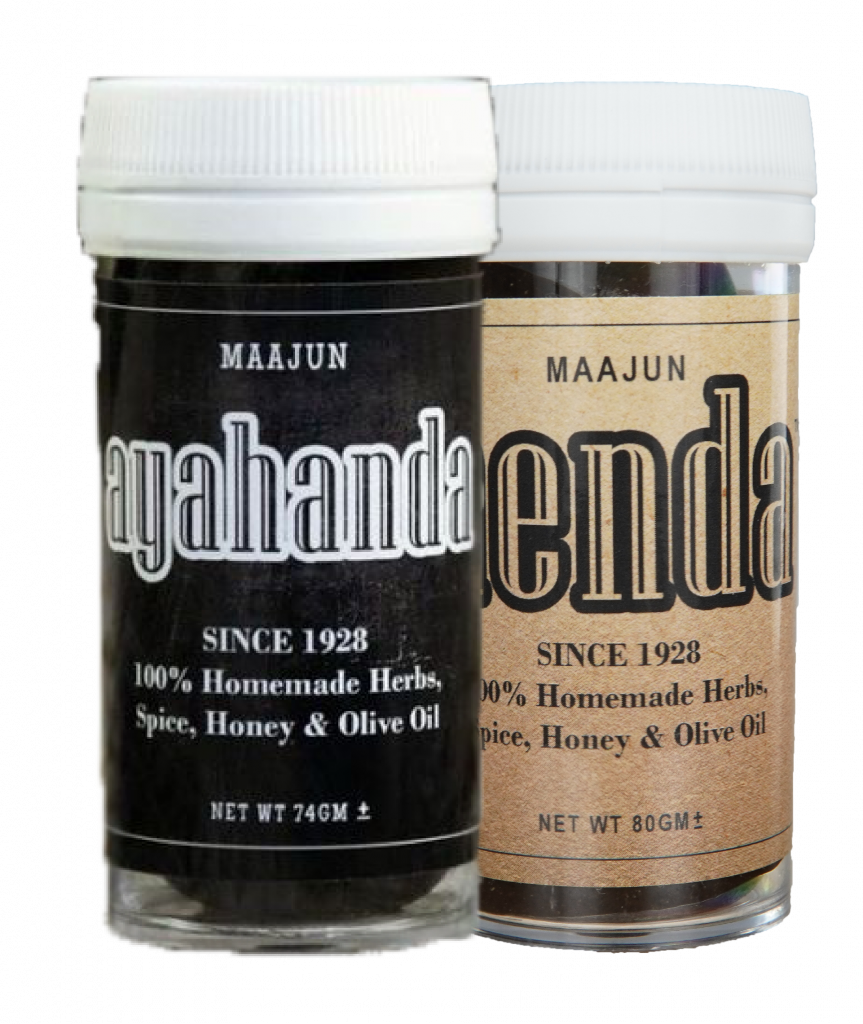 MAAJUN
ayahanda
SINCE 1928
100% Homemade Herbs,
Spice, Honey & Olive Oil
NET WT 74GM ±
MAAJUN
enda
SINCE 1928
00% Homemade Herbs,
pice, Honey & Olive Oil
NET WT 80GM±